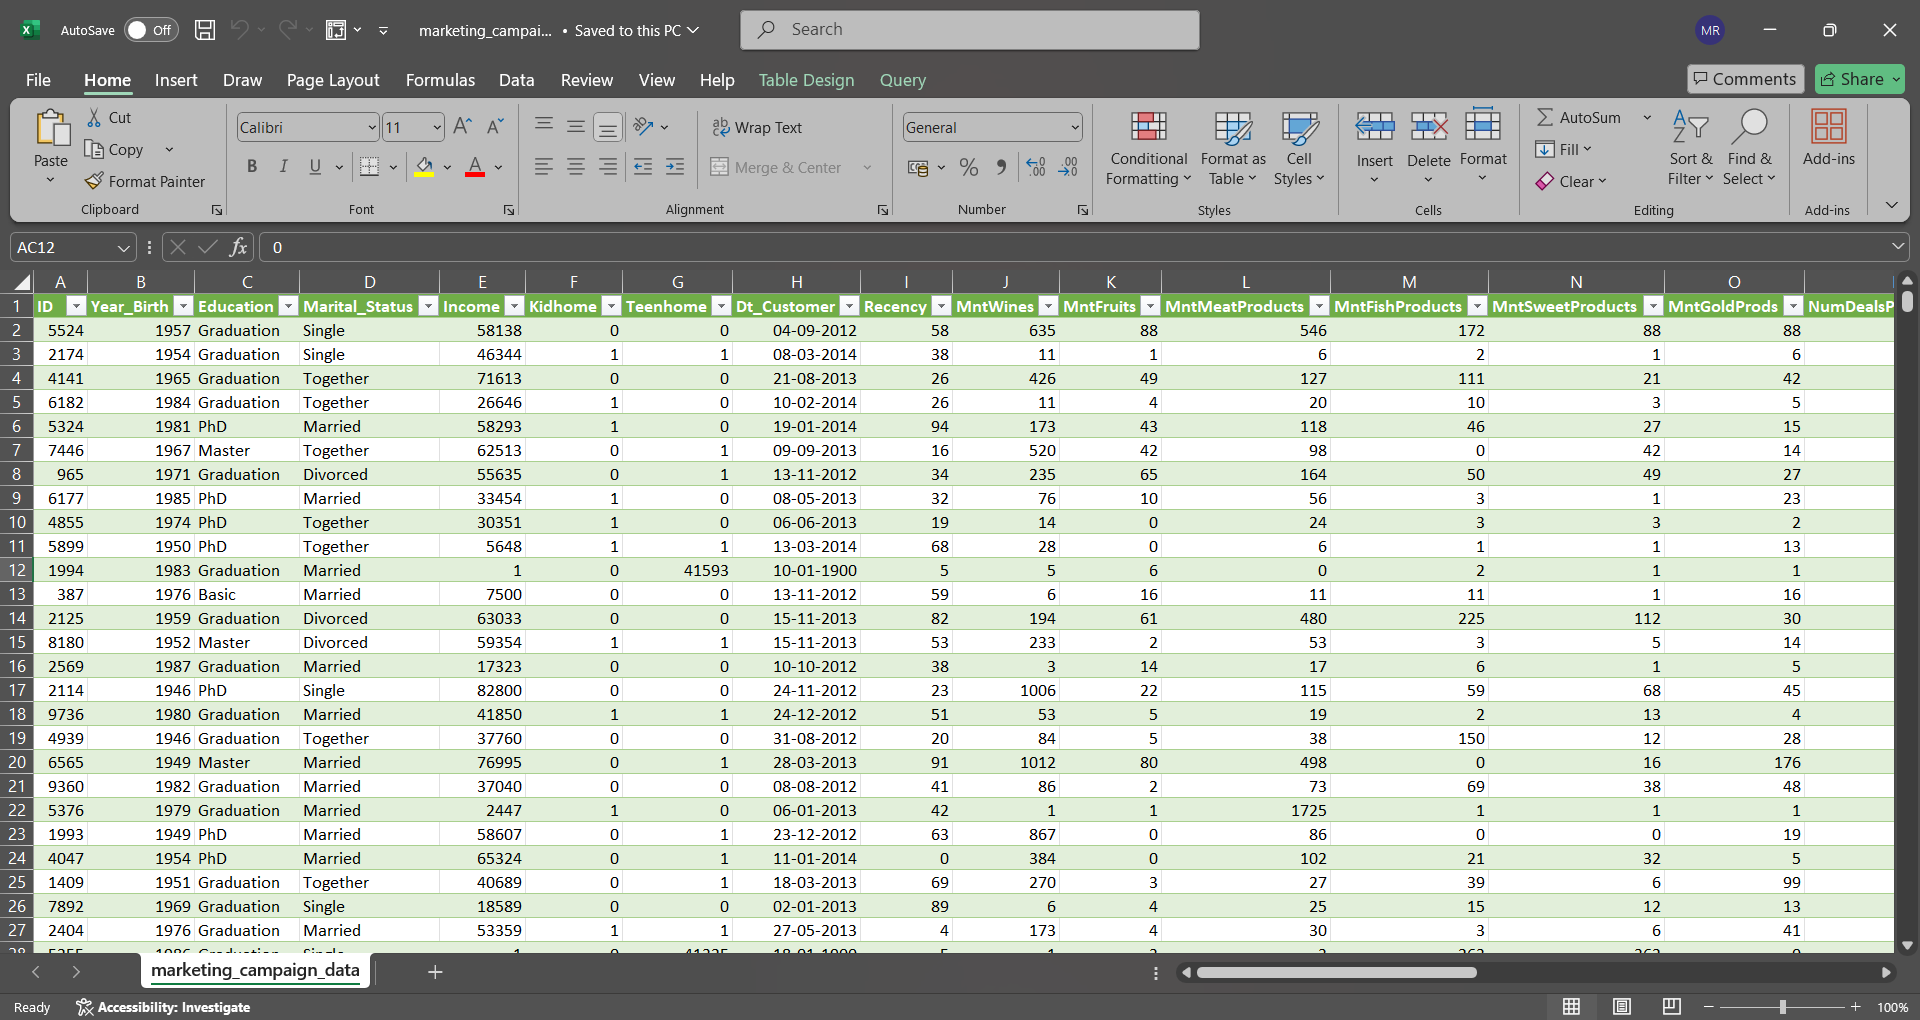 AutoSave Off marketing_campai... • Saved to this PC Search MR
File Home Insert Draw Page Layout Formulas Data Review View Help Table Design Query Comments Share
Paste Cut Copy Format Painter Clipboard
Calibri 11 B I U A Font
Wrap Text Merge & Center Alignment
General % Number
Conditional Formatting Format as Table Cell Styles Styles
Insert Delete Format Cells
AutoSum Fill Clear Sort & Filter Find & Select Editing
Add-ins Add-ins
AC12 fx 0
A B C D E F G H I J K L M N O
1 ID Year_Birth Education Marital_Status Income Kidhome Teenhome Dt_Customer Recency MntWines MntFruits MntMeatProducts MntFishProducts MntSweetProducts MntGoldProds NumDealsP
2 5524 1957 Graduation Single 58138 0 0 04-09-2012 58 635 88 546 172 88 88
3 2174 1954 Graduation Single 46344 1 1 08-03-2014 38 11 1 6 2 1 6
4 4141 1965 Graduation Together 71613 0 0 21-08-2013 26 426 49 127 111 21 42
5 6182 1984 Graduation Together 26646 1 0 10-02-2014 26 11 4 20 10 3 5
6 5324 1981 PhD Married 58293 1 0 19-01-2014 94 173 43 118 46 27 15
7 7446 1967 Master Together 62513 0 1 09-09-2013 16 520 42 98 0 42 14
8 965 1971 Graduation Divorced 55635 0 1 13-11-2012 34 235 65 164 50 49 27
9 6177 1985 PhD Married 33454 1 0 08-05-2013 32 76 10 56 3 1 23
10 4855 1974 PhD Together 30351 1 0 06-06-2013 19 14 0 24 3 3 2
11 5899 1950 PhD Together 5648 1 1 13-03-2014 68 28 0 6 1 1 13
12 1994 1983 Graduation Married 1 0 41593 10-01-1900 5 5 6 0 2 1 1
13 387 1976 Basic Married 7500 0 0 13-11-2012 59 6 16 11 11 1 16
14 2125 1959 Graduation Divorced 63033 0 0 15-11-2013 82 194 61 480 225 112 30
15 8180 1952 Master Divorced 59354 1 1 15-11-2013 53 233 2 53 3 5 14
16 2569 1987 Graduation Married 17323 0 0 10-10-2012 38 3 14 17 6 1 5
17 2114 1946 PhD Single 82800 0 0 24-11-2012 23 1006 22 115 59 68 45
18 9736 1980 Graduation Married 41850 1 1 24-12-2012 51 53 5 19 2 13 4
19 4939 1946 Graduation Together 37760 0 0 31-08-2012 20 84 5 38 150 12 28
20 6565 1949 Master Married 76995 0 1 28-03-2013 91 1012 80 498 0 16 176
21 9360 1982 Graduation Married 37040 0 0 08-08-2012 41 86 2 73 69 38 48
22 5376 1979 Graduation Married 2447 1 0 06-01-2013 42 1 1 1725 1 1 1
23 1993 1949 PhD Married 58607 0 1 23-12-2012 63 867 0 86 0 0 19
24 4047 1954 PhD Married 65324 0 1 11-01-2014 0 384 0 102 21 32 5
25 1409 1951 Graduation Together 40689 0 1 18-03-2013 69 270 3 27 39 6 99
26 7892 1969 Graduation Single 18589 0 0 02-01-2013 89 6 4 25 15 12 13
27 2404 1976 Graduation Married 53359 1 1 27-05-2013 4 173 4 30 3 6 41
marketing_campaign_data
Ready Accessibility: Investigate 100%